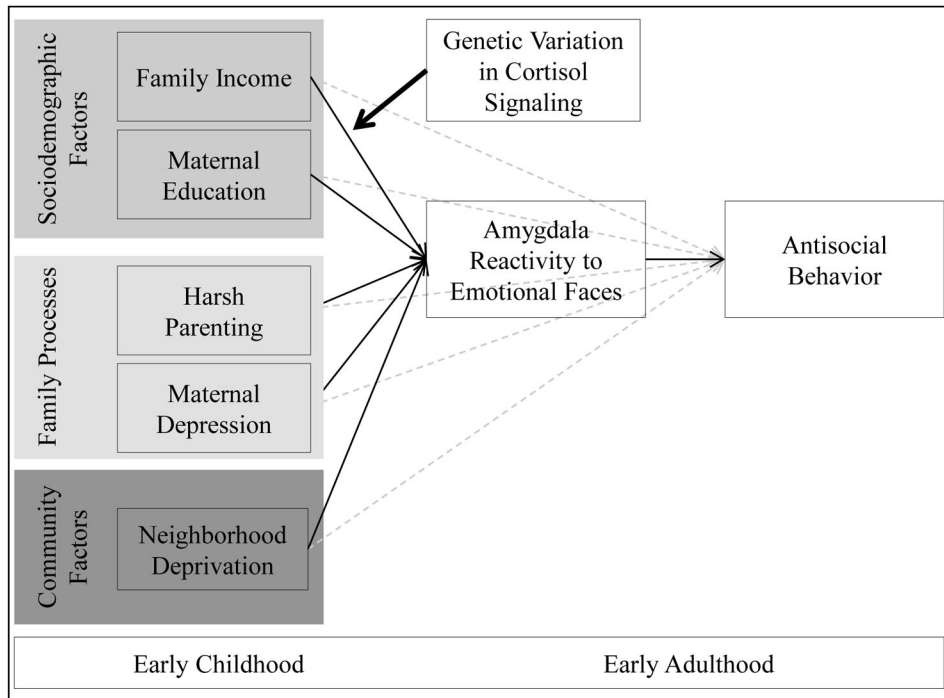 Sociodemographic
Factors
Family Income
Maternal
Education
Family Processes
Harsh
Parenting
Maternal
Depression
Community
Factors
Neighborhood
Deprivation
Genetic Variation
in Cortisol
Signaling
Amygdala
Reactivity to
Emotional Faces
Antisocial
Behavior
Early Childhood
Early Adulthood